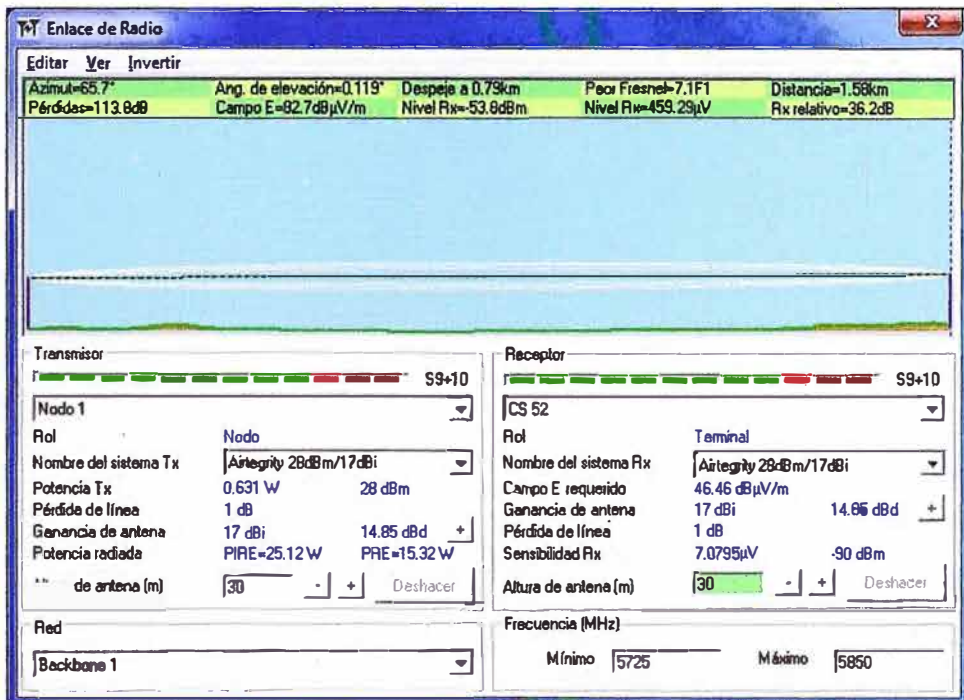 Enlace de Radio
Editar Ver Invertir
Azimut=65.7° Ang. de elevación=0.119° Despeje a 0.79km Peor Fresnel=7.1F1 Distancia=1.58km
Pérdidas=113.8dB Campo E=82.7dBµV/m Nivel Rx=-53.8dBm Nivel Rx=459.29µV Rx relativo=36.2dB
Transmisor
S9+10
Nodo 1
Rol Nodo
Nombre del sistema Tx Airtegrity 28dBm/17dBi
Potencia Tx 0.631 W 28 dBm
Pérdida de línea 1 dB
Ganancia de antena 17 dBi 14.85 dBd +
Potencia radiada PIRE=25.12 W PRE=15.32 W
de antena (m) 30 - + Deshacer
Red
Backbone 1
Receptor
S9+10
CS 52
Rol Terminal
Nombre del sistema Rx Airtegrity 28dBm/17dBi
Campo E requerido 46.46 dBµV/m
Ganancia de antena 17 dBi 14.85 dBd +
Pérdida de línea 1 dB
Sensibilidad Rx 7.0795µV -90 dBm
Altura de antena (m) 30 - + Deshacer
Frecuencia (MHz)
Mínimo 5725 Máximo 5850